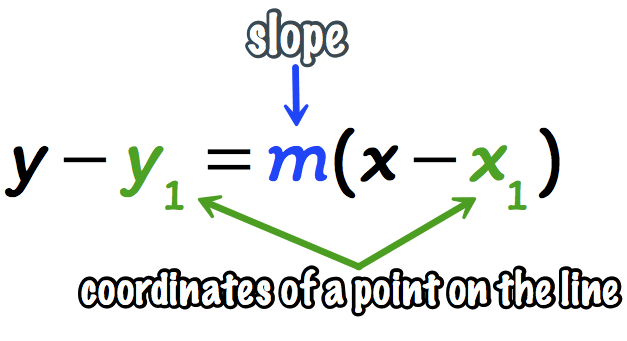 slope
y − y₁ = m(x − x₁)
coordinates of a point on the line